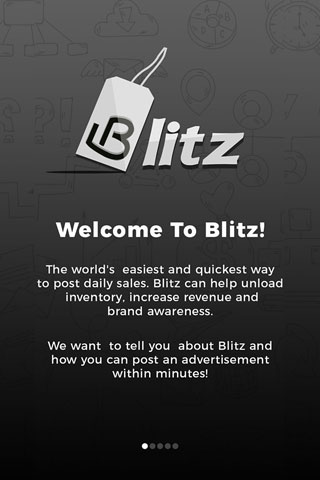 Blitz
Welcome To Blitz!
The world's easiest and quickest way
to post daily sales. Blitz can help unload
inventory, increase revenue and
brand awareness.
We want to tell you about Blitz and
how you can post an advertisement
within minutes!